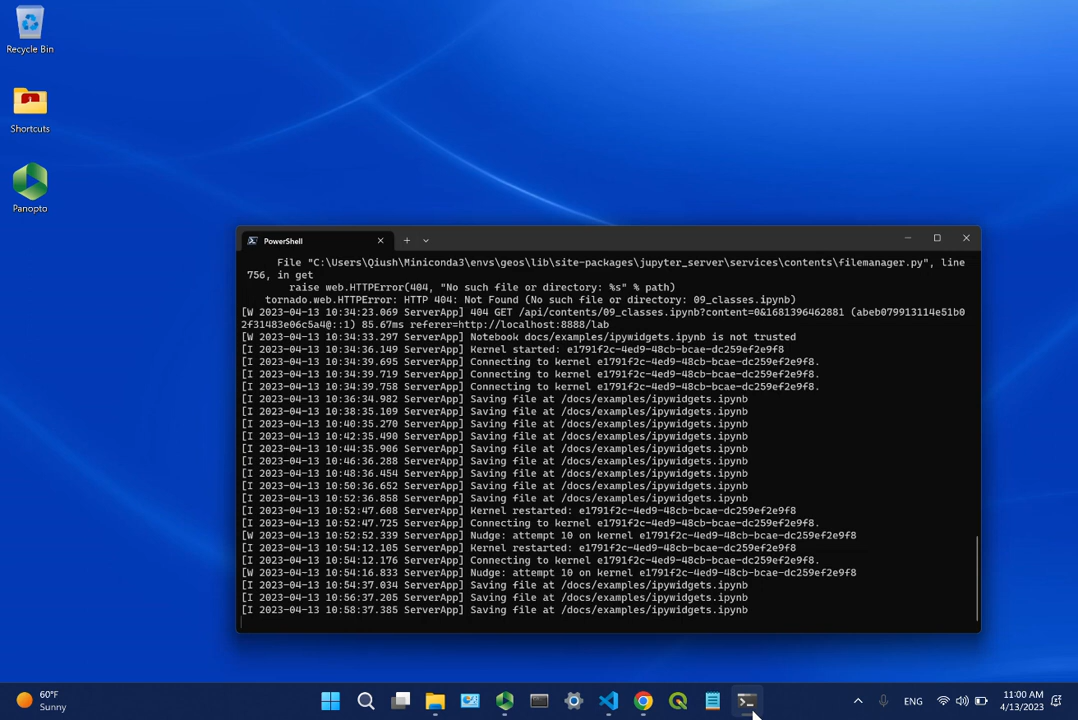 Recycle Bin
Shortcuts
Panopto
PowerShell
File "C:\Users\Qiush\Miniconda3\envs\geos\lib\site-packages\jupyter_server\services\contents\filemanager.py", line
756, in get
raise web.HTTPError(404, "No such file or directory: %s" % path)
tornado.web.HTTPError: HTTP 404: Not Found (No such file or directory: 09_classes.ipynb)
[W 2023-04-13 10:34:23.069 ServerApp] 404 GET /api/contents/09_classes.ipynb?content=0&1681396462881 (abeb079913114e51b0
2f31483e06c5a4@::1) 85.67ms referer=http://localhost:8888/lab
[W 2023-04-13 10:34:33.297 ServerApp] Notebook docs/examples/ipywidgets.ipynb is not trusted
[I 2023-04-13 10:34:36.149 ServerApp] Kernel started: e1791f2c-4ed9-48cb-bcae-dc259ef2e9f8
[I 2023-04-13 10:34:39.695 ServerApp] Connecting to kernel e1791f2c-4ed9-48cb-bcae-dc259ef2e9f8.
[I 2023-04-13 10:34:39.719 ServerApp] Connecting to kernel e1791f2c-4ed9-48cb-bcae-dc259ef2e9f8.
[I 2023-04-13 10:34:39.758 ServerApp] Connecting to kernel e1791f2c-4ed9-48cb-bcae-dc259ef2e9f8.
[I 2023-04-13 10:36:34.982 ServerApp] Saving file at /docs/examples/ipywidgets.ipynb
[I 2023-04-13 10:38:35.109 ServerApp] Saving file at /docs/examples/ipywidgets.ipynb
[I 2023-04-13 10:40:35.270 ServerApp] Saving file at /docs/examples/ipywidgets.ipynb
[I 2023-04-13 10:42:35.490 ServerApp] Saving file at /docs/examples/ipywidgets.ipynb
[I 2023-04-13 10:44:35.906 ServerApp] Saving file at /docs/examples/ipywidgets.ipynb
[I 2023-04-13 10:46:36.288 ServerApp] Saving file at /docs/examples/ipywidgets.ipynb
[I 2023-04-13 10:48:36.454 ServerApp] Saving file at /docs/examples/ipywidgets.ipynb
[I 2023-04-13 10:50:36.652 ServerApp] Saving file at /docs/examples/ipywidgets.ipynb
[I 2023-04-13 10:52:36.858 ServerApp] Saving file at /docs/examples/ipywidgets.ipynb
[I 2023-04-13 10:52:47.608 ServerApp] Kernel restarted: e1791f2c-4ed9-48cb-bcae-dc259ef2e9f8
[I 2023-04-13 10:52:47.725 ServerApp] Connecting to kernel e1791f2c-4ed9-48cb-bcae-dc259ef2e9f8.
[W 2023-04-13 10:52:52.339 ServerApp] Nudge: attempt 10 on kernel e1791f2c-4ed9-48cb-bcae-dc259ef2e9f8
[I 2023-04-13 10:54:12.105 ServerApp] Kernel restarted: e1791f2c-4ed9-48cb-bcae-dc259ef2e9f8
[I 2023-04-13 10:54:12.176 ServerApp] Connecting to kernel e1791f2c-4ed9-48cb-bcae-dc259ef2e9f8.
[W 2023-04-13 10:54:16.833 ServerApp] Nudge: attempt 10 on kernel e1791f2c-4ed9-48cb-bcae-dc259ef2e9f8
[I 2023-04-13 10:54:37.034 ServerApp] Saving file at /docs/examples/ipywidgets.ipynb
[I 2023-04-13 10:56:37.205 ServerApp] Saving file at /docs/examples/ipywidgets.ipynb
[I 2023-04-13 10:58:37.385 ServerApp] Saving file at /docs/examples/ipywidgets.ipynb
60°F
Sunny
ENG
11:00 AM
4/13/2023